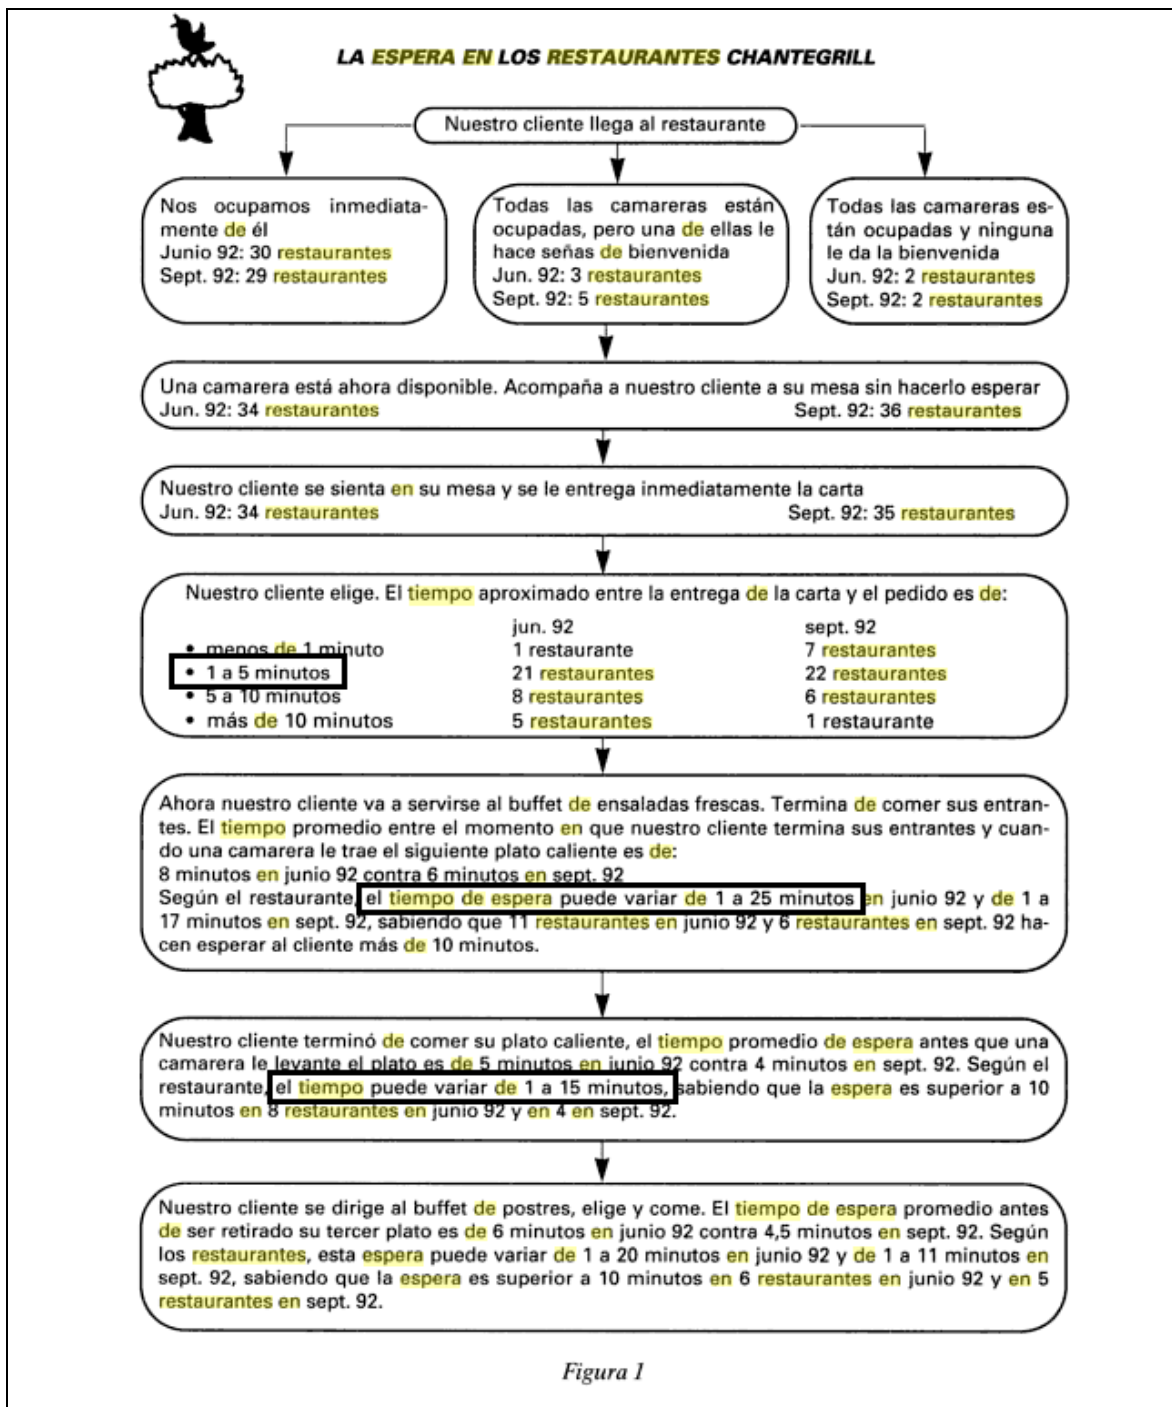 LA ESPERA EN LOS RESTAURANTES CHANTEGRILL
Nuestro cliente llega al restaurante
Nos ocupamos inmediata-
mente de él
Junio 92: 30 restaurantes
Sept. 92: 29 restaurantes
Todas las camareras están
ocupadas, pero una de ellas le
hace señas de bienvenida
Jun. 92: 3 restaurantes
Sept. 92: 5 restaurantes
Todas las camareras es-
tán ocupadas y ninguna
le da la bienvenida
Jun. 92: 2 restaurantes
Sept. 92: 2 restaurantes
Una camarera está ahora disponible. Acompaña a nuestro cliente a su mesa sin hacerlo esperar
Jun. 92: 34 restaurantes Sept. 92: 36 restaurantes
Nuestro cliente se sienta en su mesa y se le entrega inmediatamente la carta
Jun. 92: 34 restaurantes Sept. 92: 35 restaurantes
Nuestro cliente elige. El tiempo aproximado entre la entrega de la carta y el pedido es de:
jun. 92 sept. 92
• menos de 1 minuto 1 restaurante 7 restaurantes
• 1 a 5 minutos 21 restaurantes 22 restaurantes
• 5 a 10 minutos 8 restaurantes 6 restaurantes
• más de 10 minutos 5 restaurantes 1 restaurante
Ahora nuestro cliente va a servirse al buffet de ensaladas frescas. Termina de comer sus entran-
tes. El tiempo promedio entre el momento en que nuestro cliente termina sus entrantes y cuan-
do una camarera le trae el siguiente plato caliente es de:
8 minutos en junio 92 contra 6 minutos en sept. 92
Según el restaurante, el tiempo de espera puede variar de 1 a 25 minutos en junio 92 y de 1 a
17 minutos en sept. 92, sabiendo que 11 restaurantes en junio 92 y 6 restaurantes en sept. 92 ha-
cen esperar al cliente más de 10 minutos.
Nuestro cliente terminó de comer su plato caliente, el tiempo promedio de espera antes que una
camarera le levante el plato es de 5 minutos en junio 92 contra 4 minutos en sept. 92. Según el
restaurante, el tiempo puede variar de 1 a 15 minutos, sabiendo que la espera es superior a 10
minutos en 8 restaurantes en junio 92 y en 4 en sept. 92.
Nuestro cliente se dirige al buffet de postres, elige y come. El tiempo de espera promedio antes
de ser retirado su tercer plato es de 6 minutos en junio 92 contra 4,5 minutos en sept. 92. Según
los restaurantes, esta espera puede variar de 1 a 20 minutos en junio 92 y de 1 a 11 minutos en
sept. 92, sabiendo que la espera es superior a 10 minutos en 6 restaurantes en junio 92 y en 5
restaurantes en sept. 92.
Figura 1